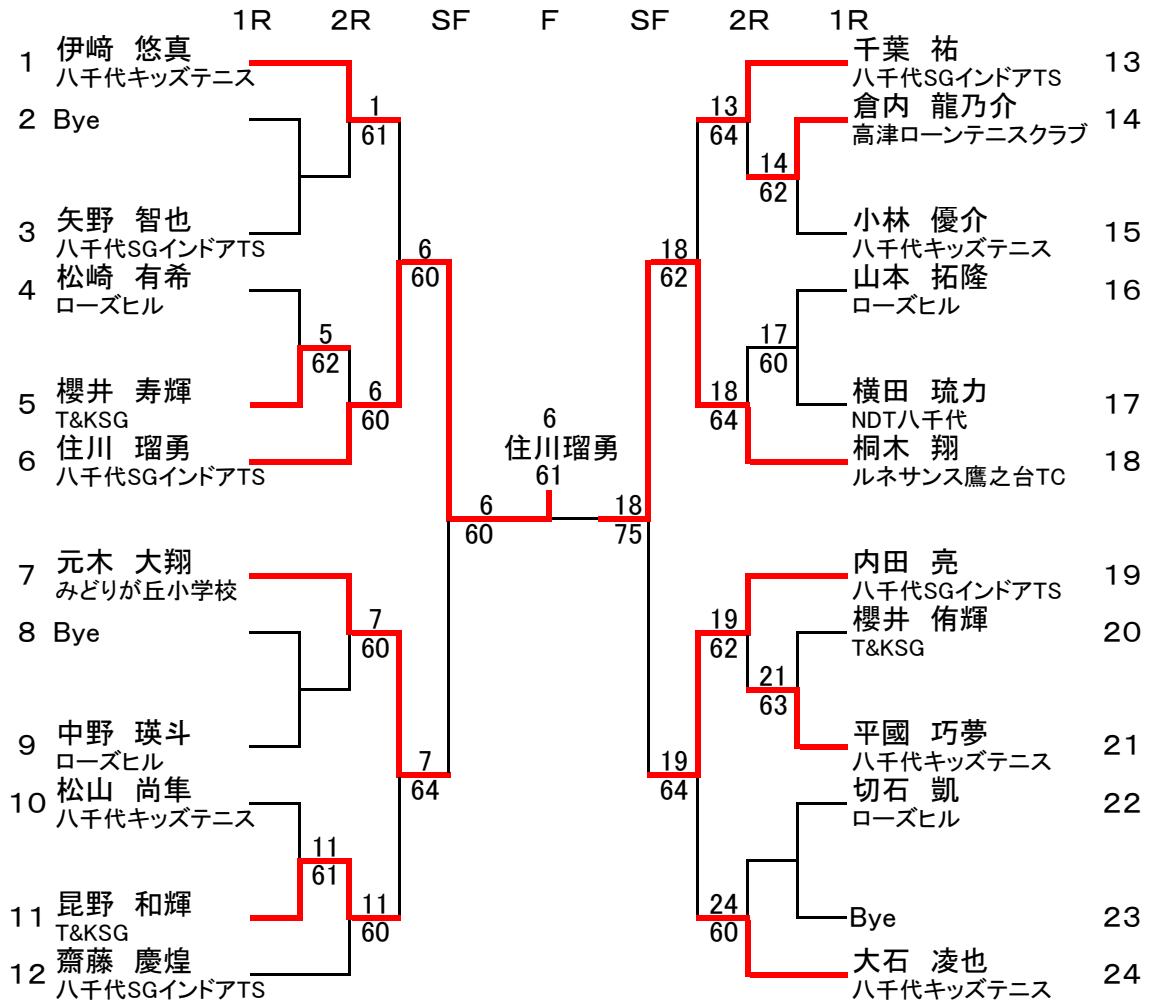 1R 2R SF F SF 2R 1R
1 伊﨑 悠真
八千代キッズテニス
2 Bye
3 矢野 智也
八千代SGインドアTS
4 松崎 有希
ローズヒル
5 櫻井 寿輝
T&KSG
6 住川 瑠勇
八千代SGインドアTS
7 元木 大翔
みどりが丘小学校
8 Bye
9 中野 瑛斗
ローズヒル
10 松山 尚隼
八千代キッズテニス
11 昆野 和輝
T&KSG
12 齋藤 慶煌
八千代SGインドアTS
5
62
11
61
1
61
6
60
7
60
11
60
6
60
7
64
6
60
6
住川瑠勇
61
18
75
18
62
19
64
13
64
18
64
19
62
24
60
14
62
17
60
21
63
千葉 祐 13
八千代SGインドアTS
倉内 龍乃介 14
高津ローンテニスクラブ
小林 優介 15
八千代キッズテニス
山本 拓隆 16
ローズヒル
横田 琉力 17
NDT八千代
桐木 翔 18
ルネサンス鷹之台TC
内田 亮 19
八千代SGインドアTS
櫻井 侑輝 20
T&KSG
平國 巧夢 21
八千代キッズテニス
切石 凱 22
ローズヒル
Bye 23
大石 凌也 24
八千代キッズテニス